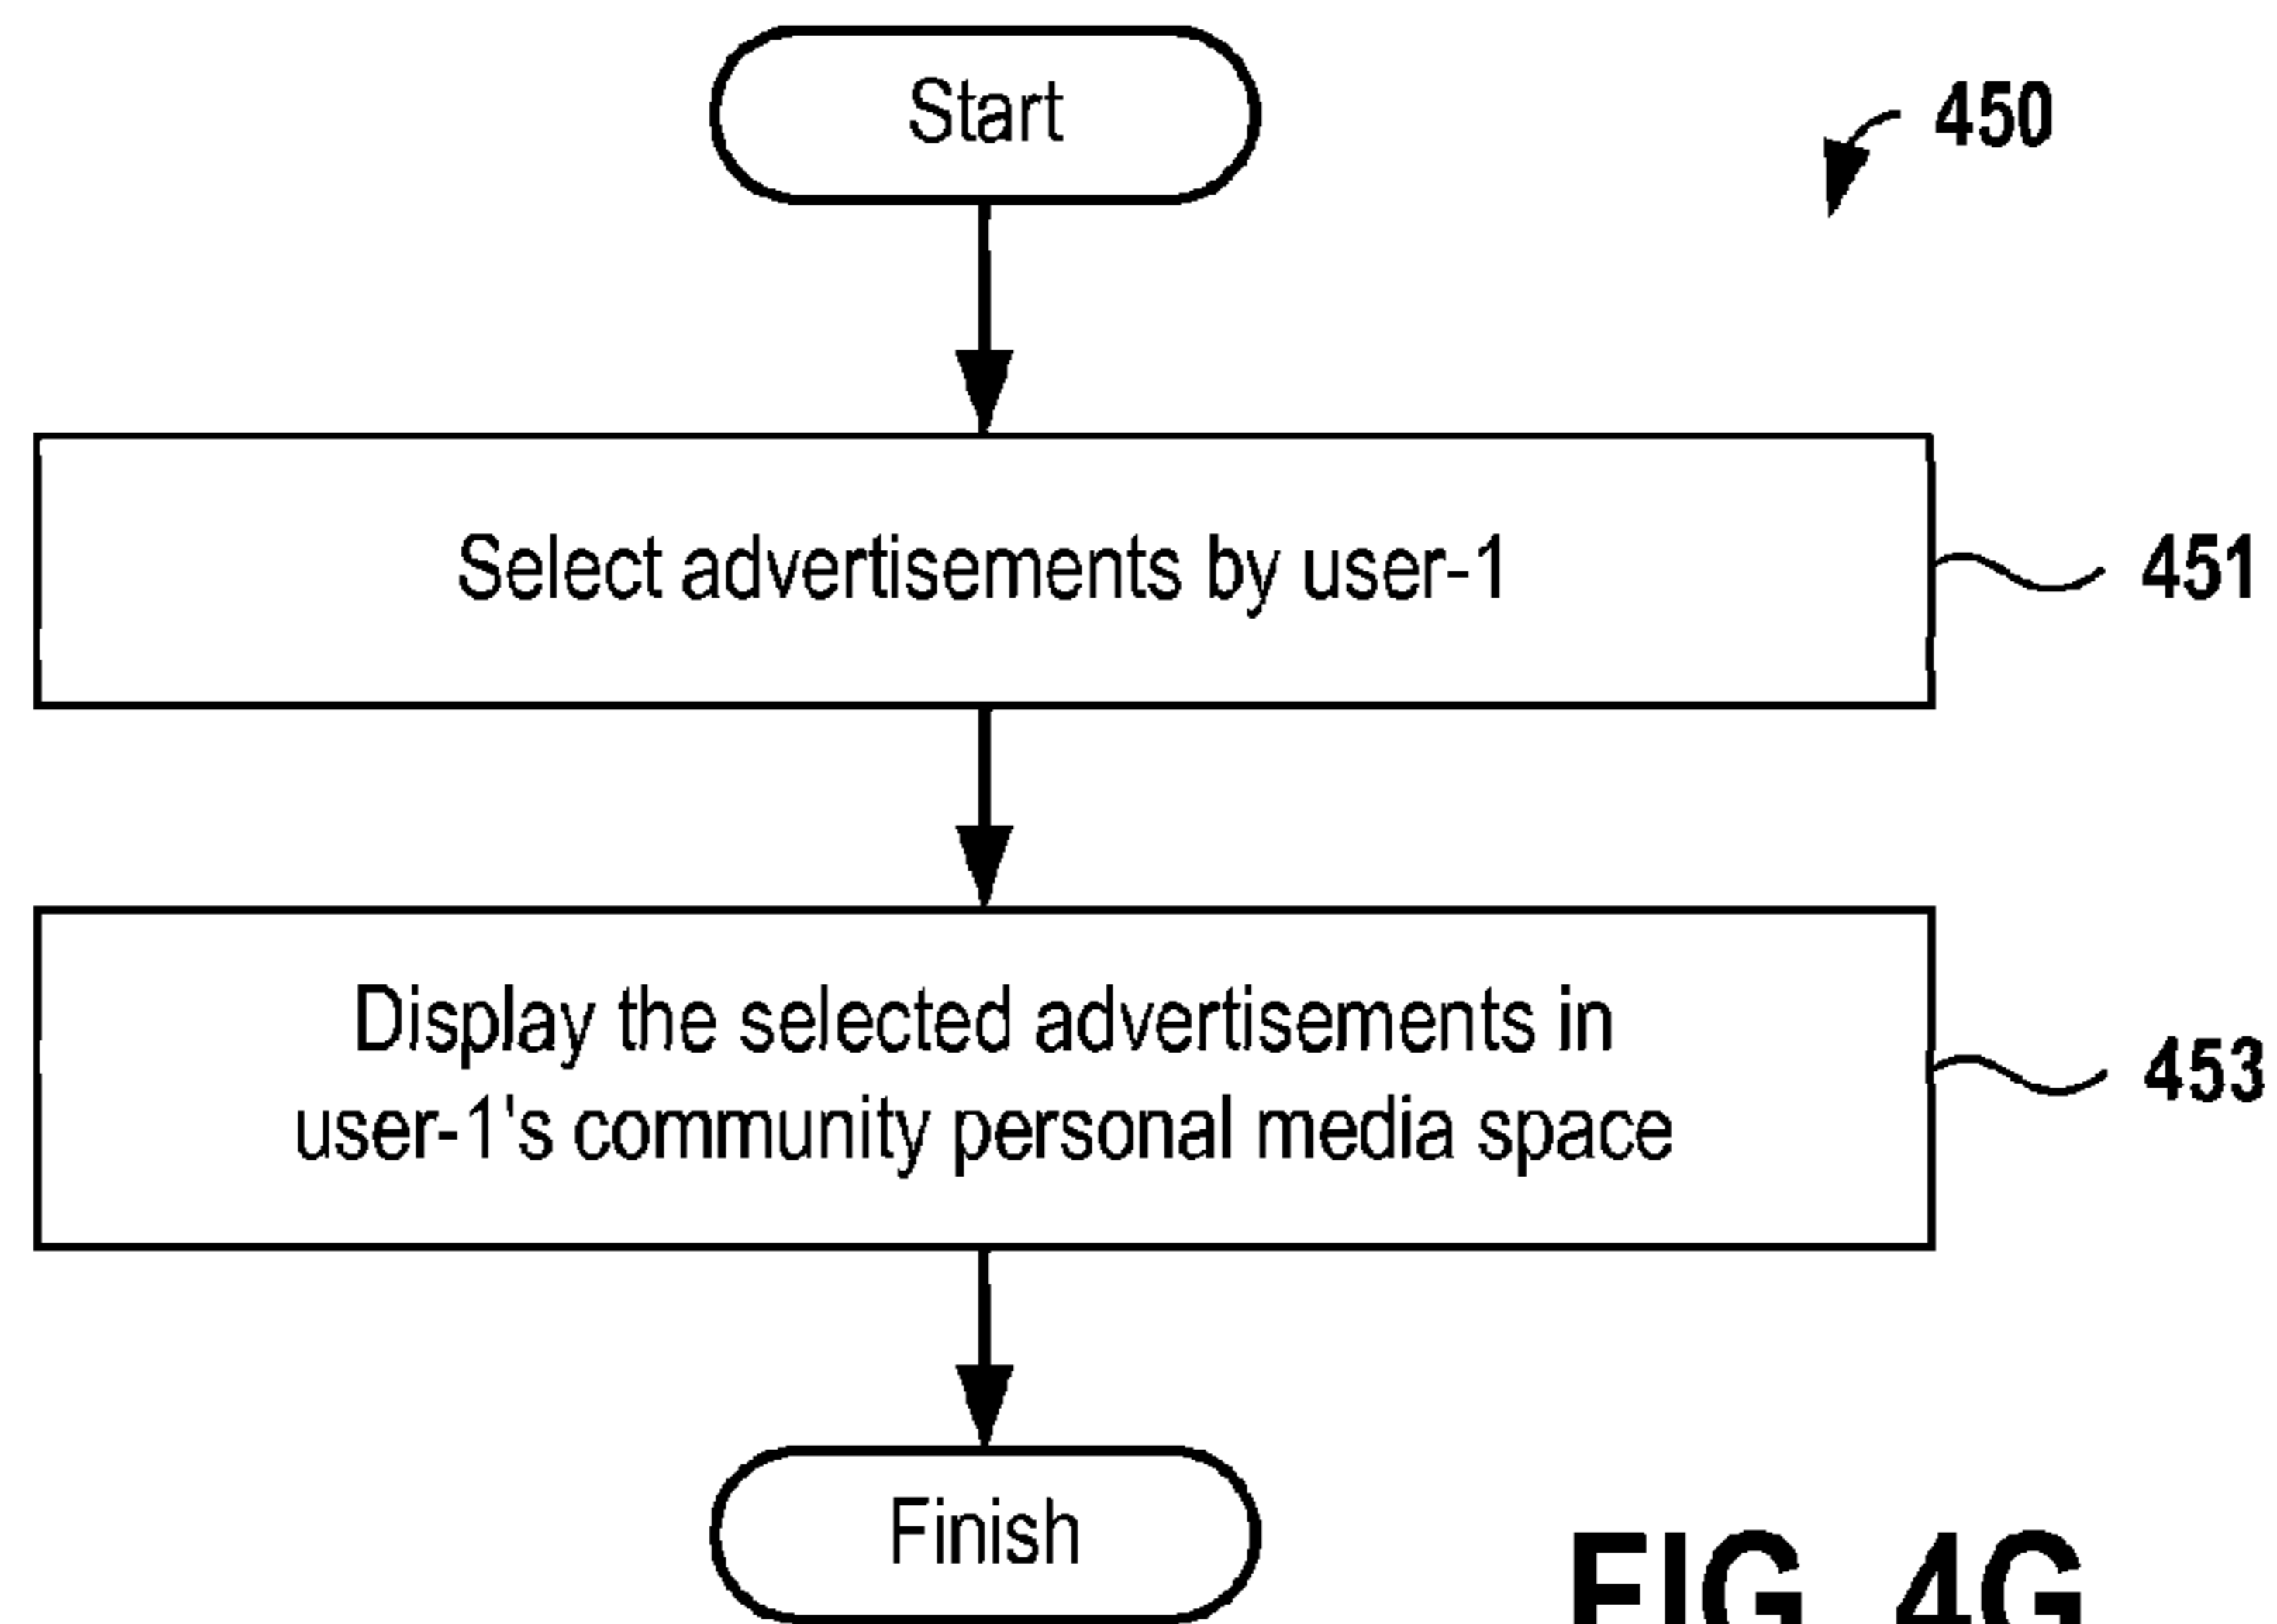 Start
450
Select advertisements by user-1
451
Display the selected advertisements in
user-1's community personal media space
453
Finish
FIG. 4G